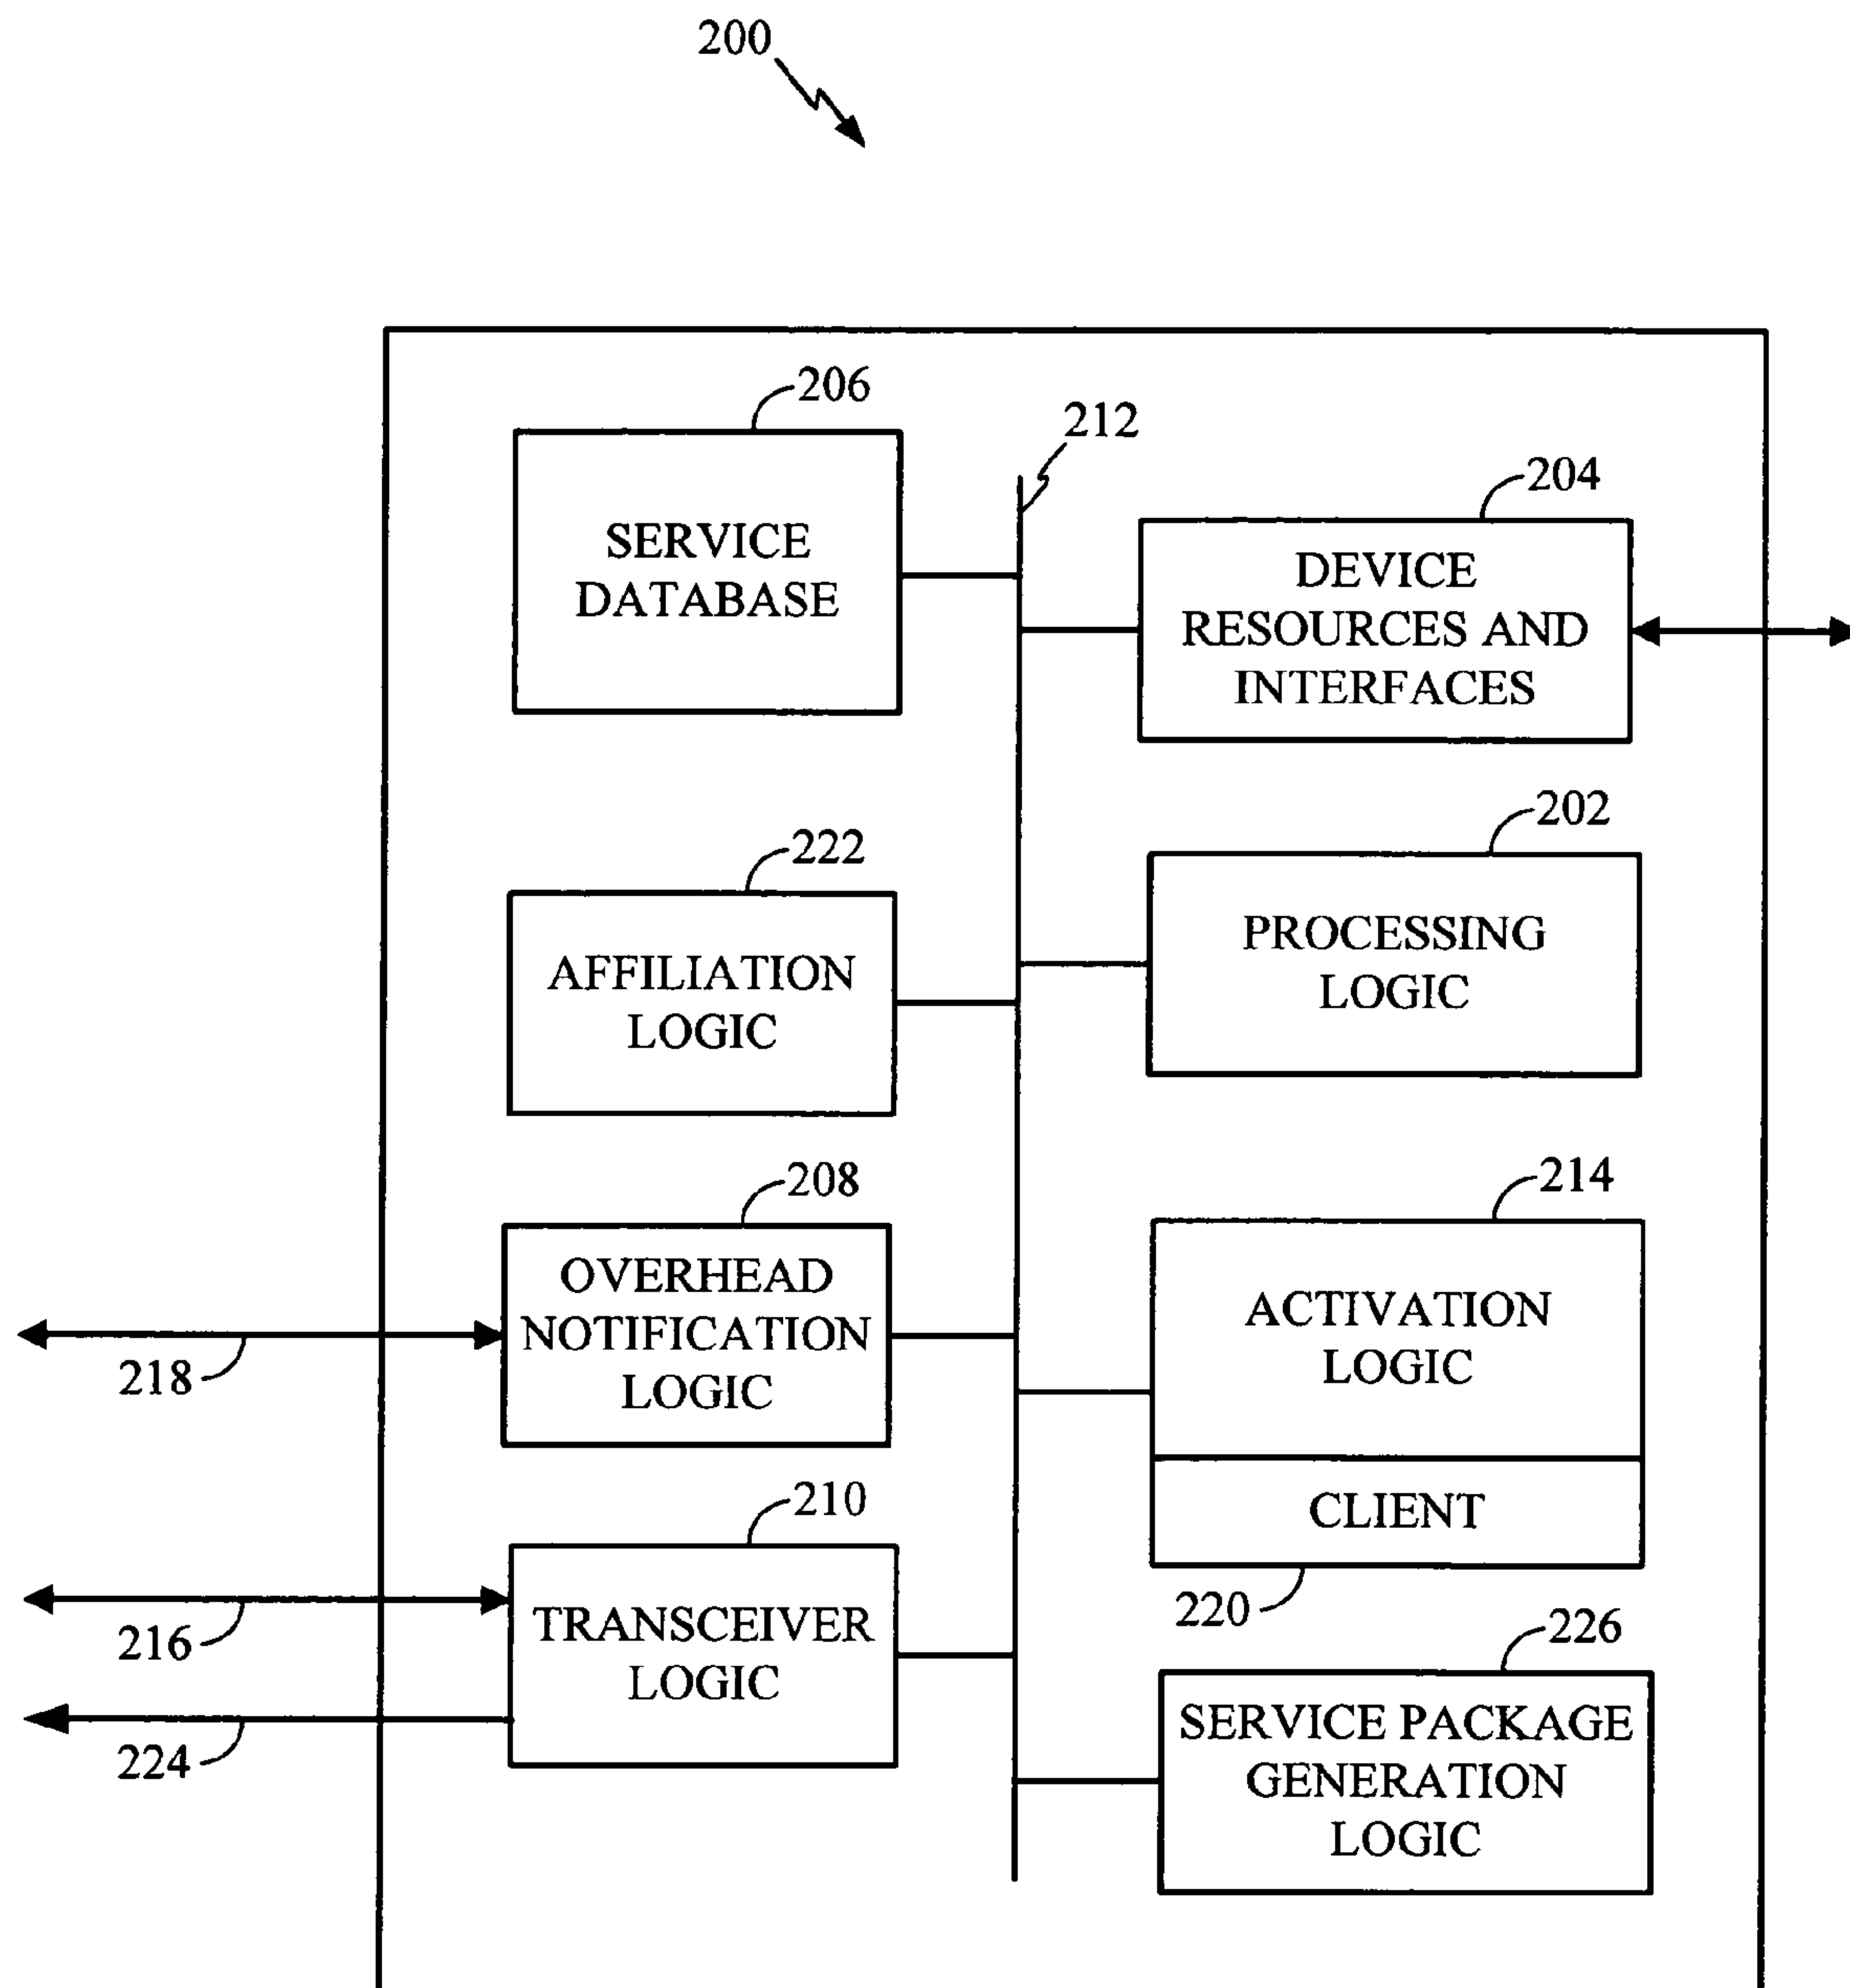 200
206
212
204
SERVICE
DATABASE
DEVICE
RESOURCES AND
INTERFACES
222
202
AFFILIATION
LOGIC
PROCESSING
LOGIC
208
214
OVERHEAD
NOTIFICATION
LOGIC
218
ACTIVATION
LOGIC
CLIENT
220
210
216
TRANSCEIVER
LOGIC
224
226
SERVICE PACKAGE
GENERATION
LOGIC